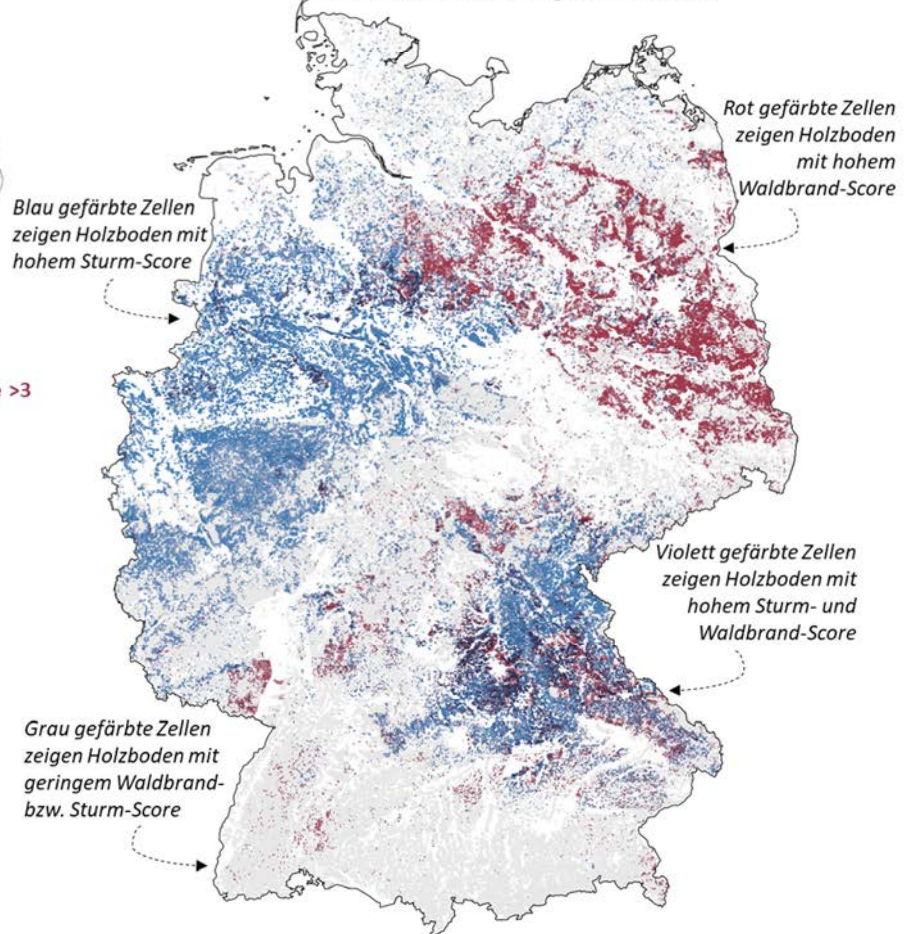 Rot gefärbte Zellen
zeigen Holzboden
mit hohem
Waldbrand-Score
Blau gefärbte Zellen
zeigen Holzboden mit
hohem Sturm-Score
>3
Violett gefärbte Zellen
zeigen Holzboden mit
hohem Sturm- und
Waldbrand-Score
Grau gefärbte Zellen
zeigen Holzboden mit
geringem Waldbrand-
bzw. Sturm-Score